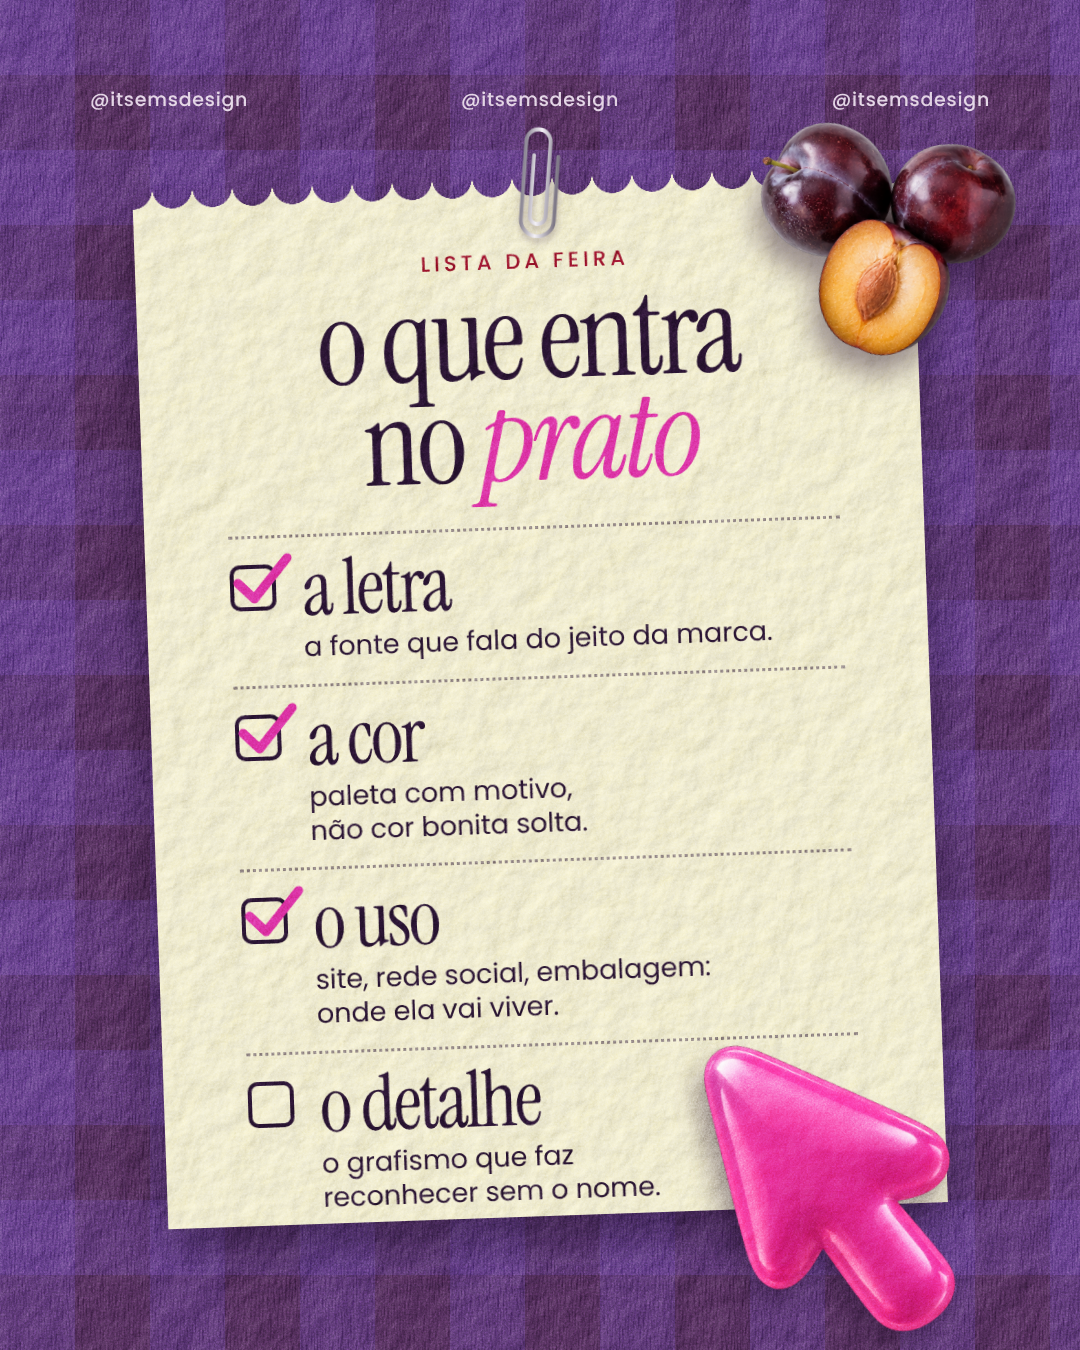 @itsemsdesign @itsemsdesign @itsemsdesign
LISTA DA FEIRA
o que entra
no prato
a letra
a fonte que fala do jeito da marca.
a cor
paleta com motivo,
não cor bonita solta.
o uso
site, rede social, embalagem:
onde ela vai viver.
o detalhe
o grafismo que faz
reconhecer sem o nome.